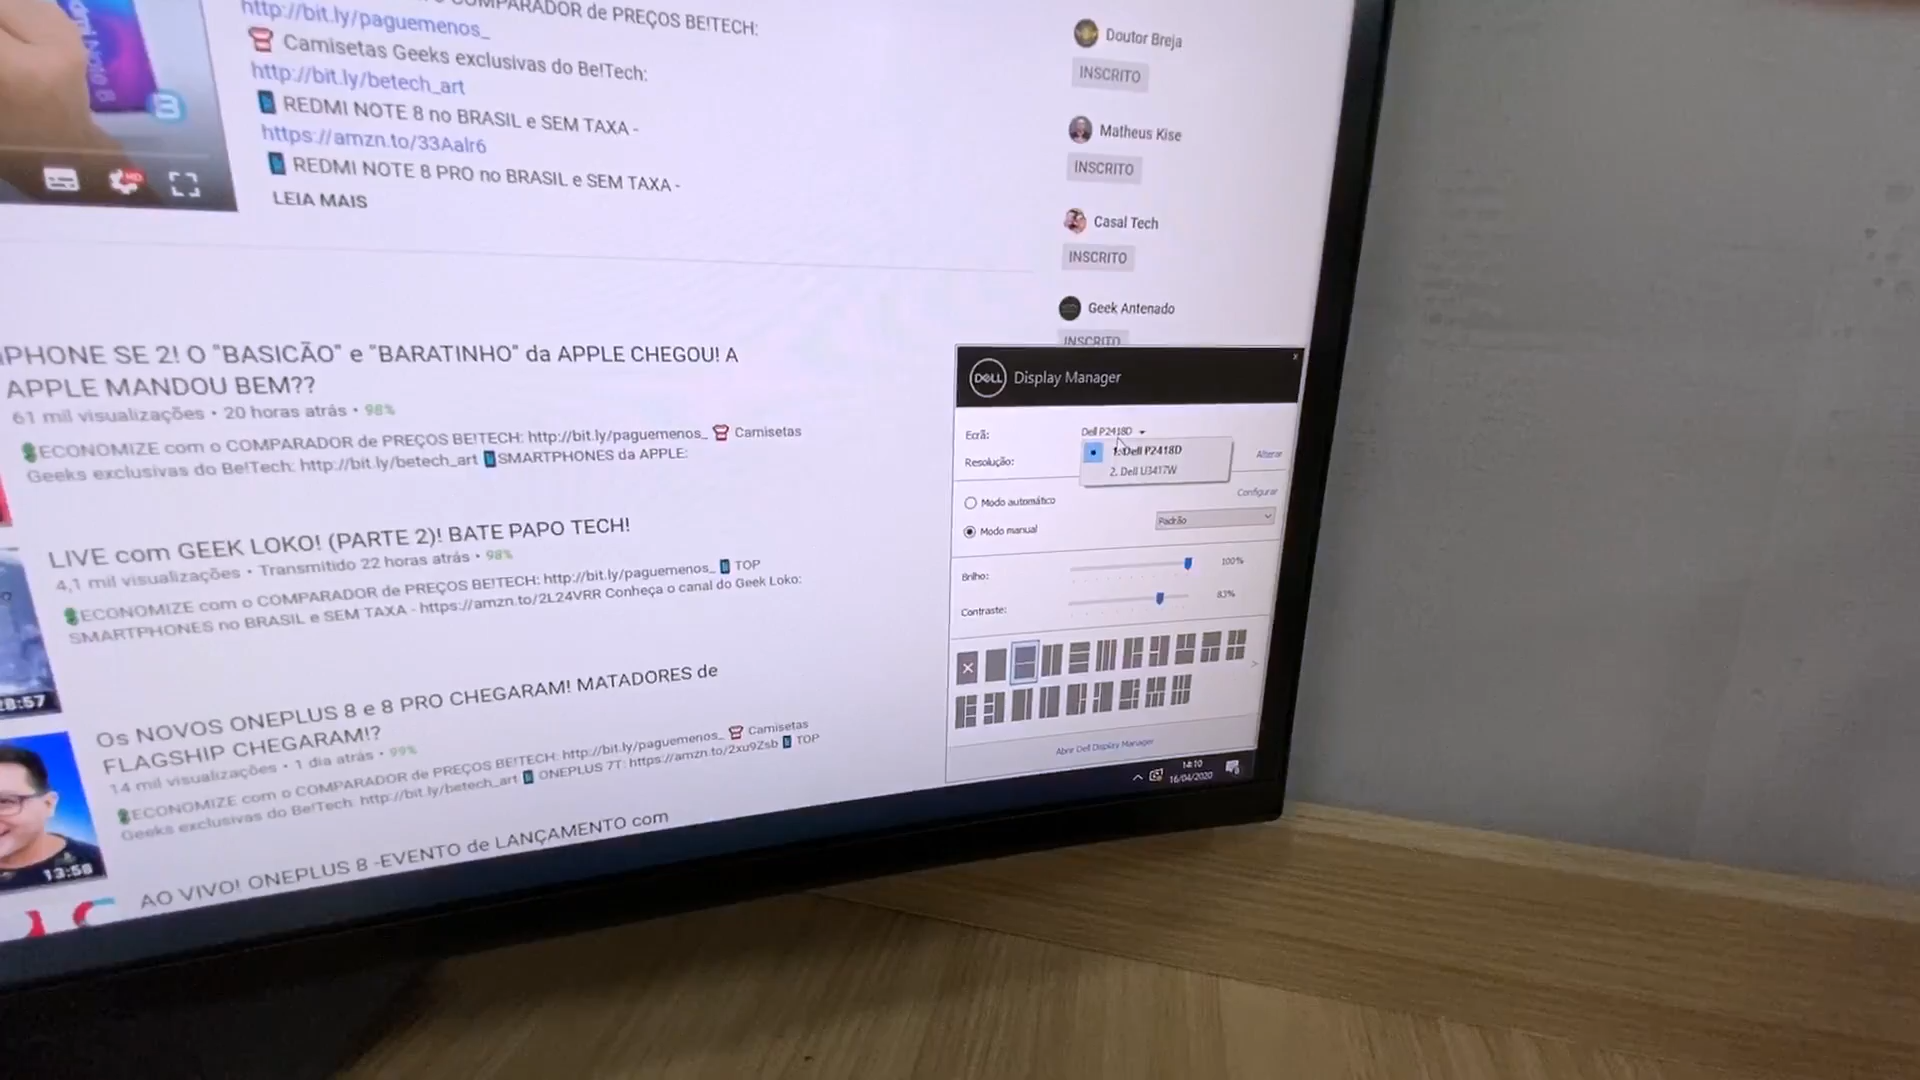 COMPARADOR de PREÇOS BE!TECH:
http://bit.ly/paguemenos_
Camisetas Geeks exclusivas do Be!Tech:
http://bit.ly/betech_art
REDMI NOTE 8 no BRASIL e SEM TAXA -
https://amzn.to/33Aalr6
REDMI NOTE 8 PRO no BRASIL e SEM TAXA -
LEIA MAIS
HD
Doutor Breja
INSCRITO
Matheus Kise
INSCRITO
Casal Tech
INSCRITO
Geek Antenado
INSCRITO
IPHONE SE 2! O "BASICÃO" e "BARATINHO" da APPLE CHEGOU! A
APPLE MANDOU BEM??
61 mil visualizações • 20 horas atrás • 98%
ECONOMIZE com o COMPARADOR de PREÇOS BE!TECH: http://bit.ly/paguemenos_ Camisetas
Geeks exclusivas do Be!Tech: http://bit.ly/betech_art SMARTPHONES da APPLE:
LIVE com GEEK LOKO! (PARTE 2)! BATE PAPO TECH!
4,1 mil visualizações • Transmitido 22 horas atrás • 98%
ECONOMIZE com o COMPARADOR de PREÇOS BE!TECH: http://bit.ly/paguemenos_ TOP
SMARTPHONES no BRASIL e SEM TAXA - https://amzn.to/2L24VRR Conheça o canal do Geek Loko:
28:57
Os NOVOS ONEPLUS 8 e 8 PRO CHEGARAM! MATADORES de
FLAGSHIP CHEGARAM!?
14 mil visualizações • 1 dia atrás • 99%
ECONOMIZE com o COMPARADOR de PREÇOS BE!TECH: http://bit.ly/paguemenos_ Camisetas
Geeks exclusivas do Be!Tech: http://bit.ly/betech_art ONEPLUS 7T: https://amzn.to/2xu9Zsb TOP
13:58
AO VIVO! ONEPLUS 8 -EVENTO de LANÇAMENTO com
DELL Display Manager
x
Ecrã: Dell P2418D
1. Dell P2418D
2. Dell U3417W
Resolução: Alterar
Modo automático Configurar
Modo manual Padrão
Brilho: 100%
Contraste: 83%
Abre Dell Display Manager
14:10
16/04/2020